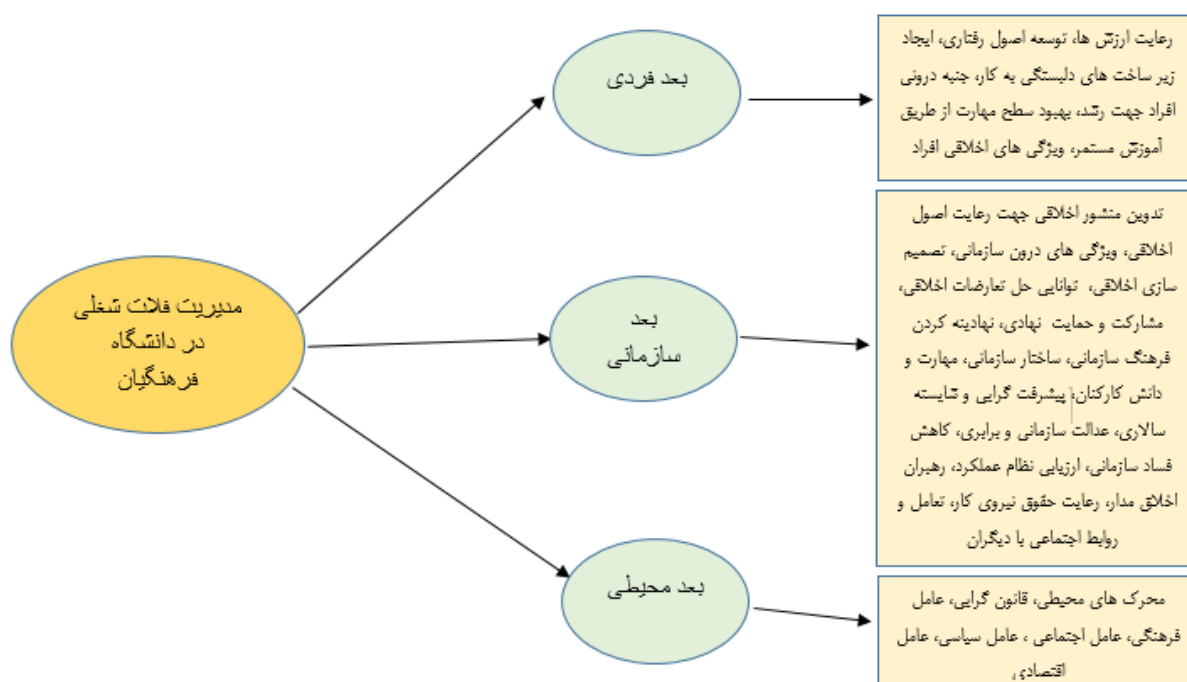 مدیریت فلات شغلی
در دانشگاه
فرهنگیان
بعد فردی
رعایت ارزش ها، توسعه اصول رفتاری، ایجاد
زیر ساخت های دلبستگی به کار، جنبه درونی
افراد جهت رشد، بهبود سطح مهارت از طریق
آموزش مستمر، ویژگی های اخلاقی افراد
بعد
سازمانی
تدوین منشور اخلاقی جهت رعایت اصول
اخلاقی، ویژگی های درون سازمانی، تصمیم
سازی اخلاقی، توانایی حل تعارضات اخلاقی،
مشارکت و حمایت نهادی، نهادینه کردن
فرهنگ سازمانی، ساختار سازمانی، مهارت و
دانش کارکنان، پیشرفت گرایی و شایسته
سالاری، عدالت سازمانی و برابری، کاهش
فساد سازمانی، ارزیابی نظام عملکرد، رهبران
اخلاق مدار، رعایت حقوق نیروی کار، تعامل و
روابط اجتماعی با دیگران
بعد محیطی
محرک های محیطی، قانون گرایی، عامل
فرهنگی، عامل اجتماعی ، عامل سیاسی، عامل
اقتصادی